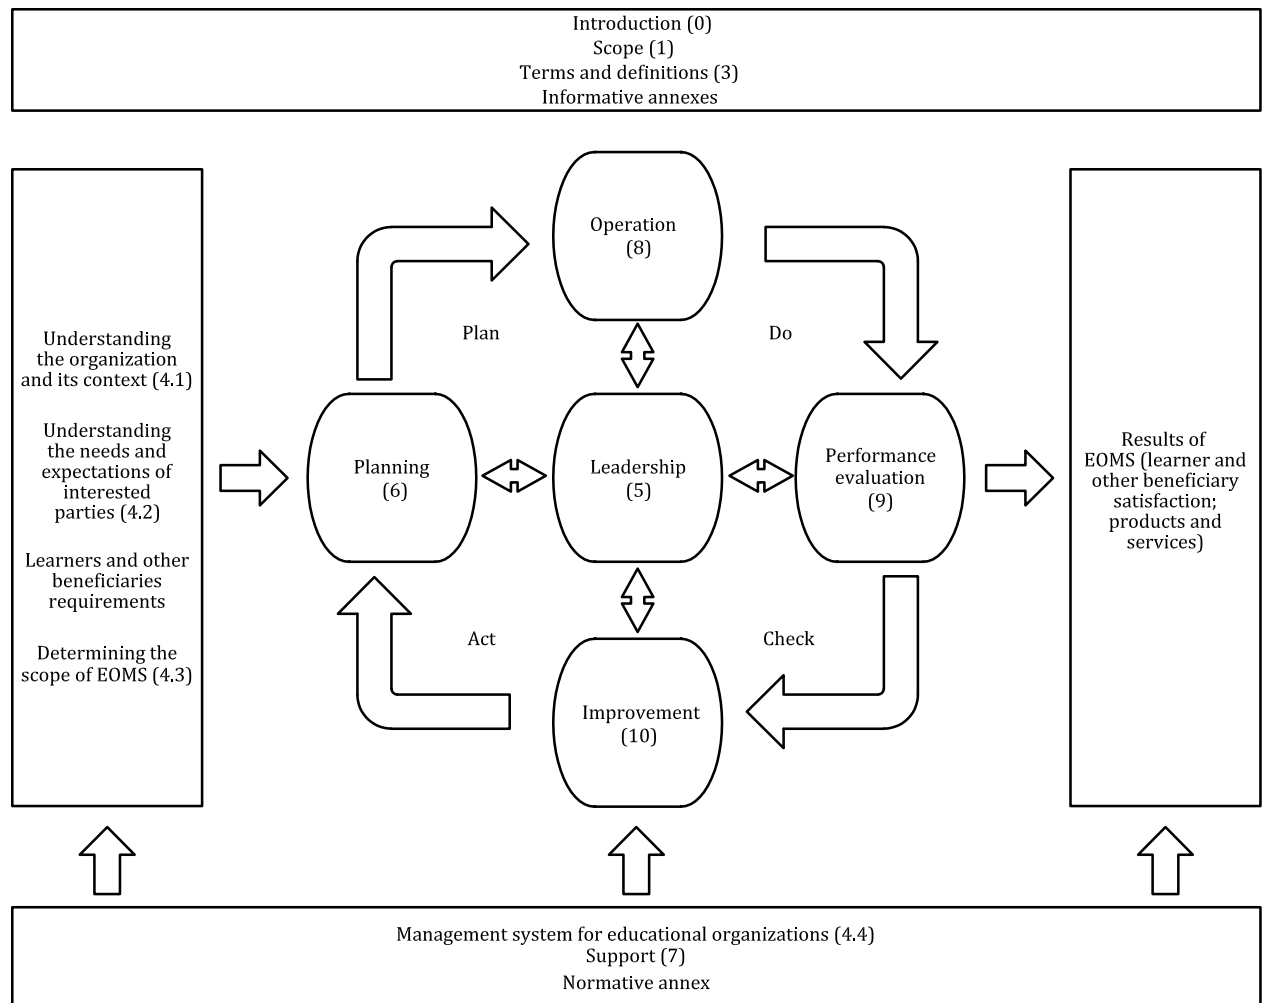 Introduction (0)
Scope (1)
Terms and definitions (3)
Informative annexes
Understanding
the organization
and its context (4.1)
Understanding
the needs and
expectations of
interested
parties (4.2)
Learners and other
beneficiaries
requirements
Determining the
scope of EOMS (4.3)
Operation
(8)
Plan
Do
Planning
(6)
Leadership
(5)
Performance
evaluation
(9)
Act
Check
Improvement
(10)
Results of
EOMS (learner and
other beneficiary
satisfaction;
products and
services)
Management system for educational organizations (4.4)
Support (7)
Normative annex